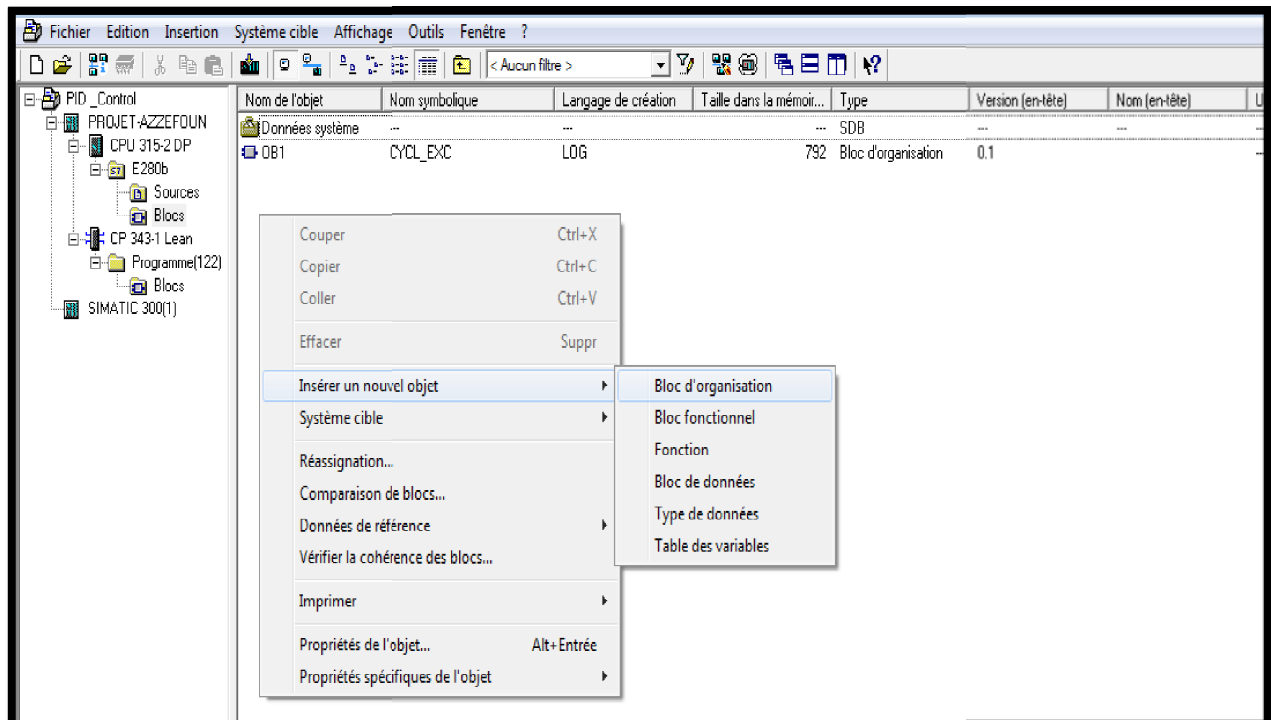 Fichier Edition Insertion Système cible Affichage Outils Fenêtre ?
< Aucun filtre >
PID _Control
PROJET-AZZEFOUN
CPU 315-2 DP
E280b
Sources
Blocs
CP 343-1 Lean
Programme(122)
Blocs
SIMATIC 300(1)
Nom de l'objet Nom symbolique Langage de création Taille dans la mémoir... Type Version (en-tête) Nom (en-tête) U
Données système --- --- --- SDB --- --- --
OB1 CYCL_EXC LOG 792 Bloc d'organisation 0.1 --
Couper Ctrl+X
Copier Ctrl+C
Coller Ctrl+V
Effacer Suppr
Insérer un nouvel objet
Système cible
Réassignation...
Comparaison de blocs...
Données de référence
Vérifier la cohérence des blocs...
Imprimer
Propriétés de l'objet... Alt+Entrée
Propriétés spécifiques de l'objet
Bloc d'organisation
Bloc fonctionnel
Fonction
Bloc de données
Type de données
Table des variables